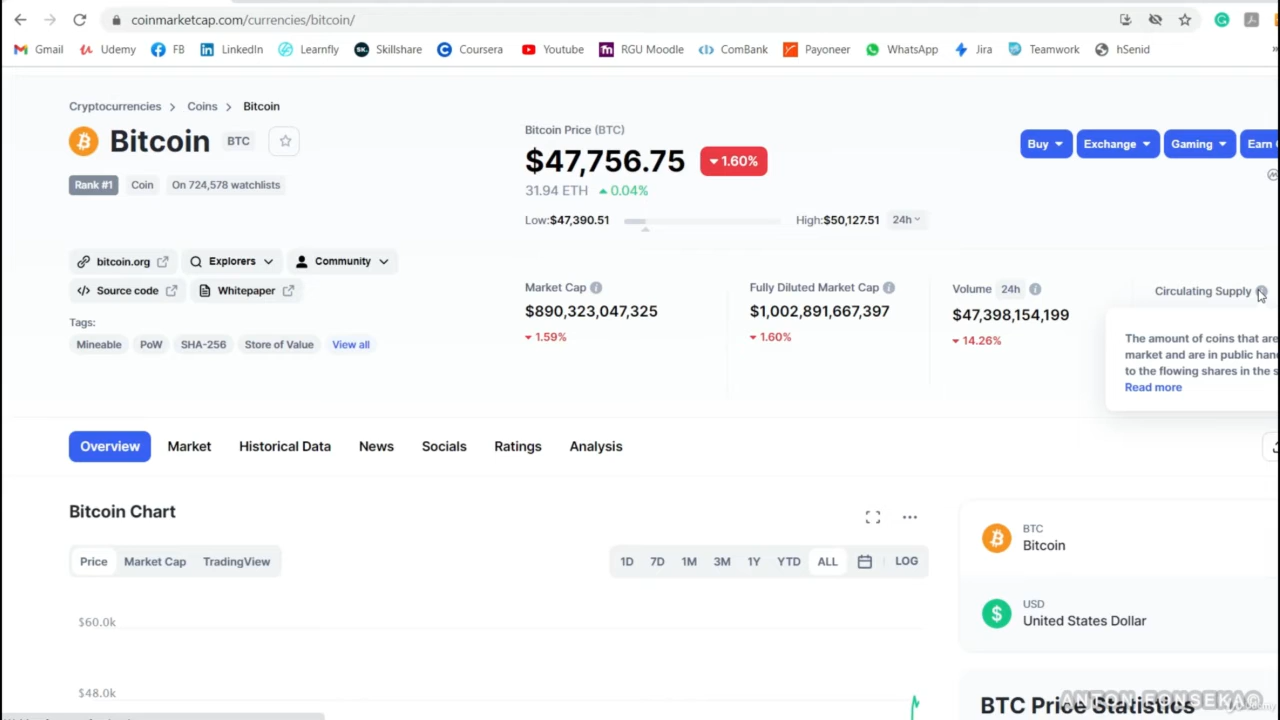 coinmarketcap.com/currencies/bitcoin/
Gmail Udemy FB LinkedIn Learnfly Skillshare Coursera Youtube RGU Moodle ComBank Payoneer WhatsApp Jira Teamwork hSenid
Cryptocurrencies > Coins > Bitcoin
Bitcoin BTC
Rank #1 Coin On 724,578 watchlists
Bitcoin Price (BTC)
$47,756.75 1.60%
31.94 ETH 0.04%
Low:$47,390.51 High:$50,127.51 24h
Buy Exchange Gaming Earn
bitcoin.org Explorers Community
Source code Whitepaper
Tags:
Mineable PoW SHA-256 Store of Value View all
Market Cap
$890,323,047,325
1.59%
Fully Diluted Market Cap
$1,002,891,667,397
1.60%
Volume 24h
$47,398,154,199
14.26%
Circulating Supply
The amount of coins that are
market and are in public han
to the flowing shares in the s
Read more
Overview Market Historical Data News Socials Ratings Analysis
Bitcoin Chart
Price Market Cap TradingView
1D 7D 1M 3M 1Y YTD ALL LOG
$60.0k
$48.0k
BTC
Bitcoin
USD
United States Dollar
BTC Price Statistics
ANTON FONSEKA©